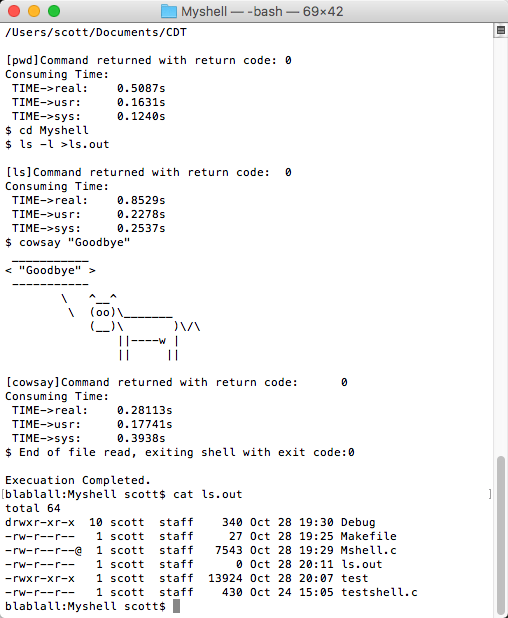 Myshell — -bash — 69×42
/Users/scott/Documents/CDT
[pwd]Command returned with return code: 0
Consuming Time:
 TIME->real:    0.5087s
 TIME->usr:     0.1631s
 TIME->sys:     0.1240s
$ cd Myshell
$ ls -l >ls.out
[ls]Command returned with return code:  0
Consuming Time:
 TIME->real:    0.8529s
 TIME->usr:     0.2278s
 TIME->sys:     0.2537s
$ cowsay "Goodbye"
 ___________
< "Goodbye" >
 -----------
        \   ^__^
         \  (oo)\_______
            (__)\       )\/\
                ||----w |
                ||     ||
[cowsay]Command returned with return code:      0
Consuming Time:
 TIME->real:    0.28113s
 TIME->usr:     0.17741s
 TIME->sys:     0.3938s
$ End of file read, exiting shell with exit code:0
Execuation Completed.
[blablall:Myshell scott$ cat ls.out ]
total 64
drwxr-xr-x  10 scott  staff    340 Oct 28 19:30 Debug
-rw-r--r--   1 scott  staff     27 Oct 28 19:25 Makefile
-rw-r--r--@  1 scott  staff   7543 Oct 28 19:29 Mshell.c
-rw-r--r--   1 scott  staff      0 Oct 28 20:11 ls.out
-rwxr-xr-x   1 scott  staff  13924 Oct 28 20:07 test
-rw-r--r--   1 scott  staff    430 Oct 24 15:05 testshell.c
blablall:Myshell scott$